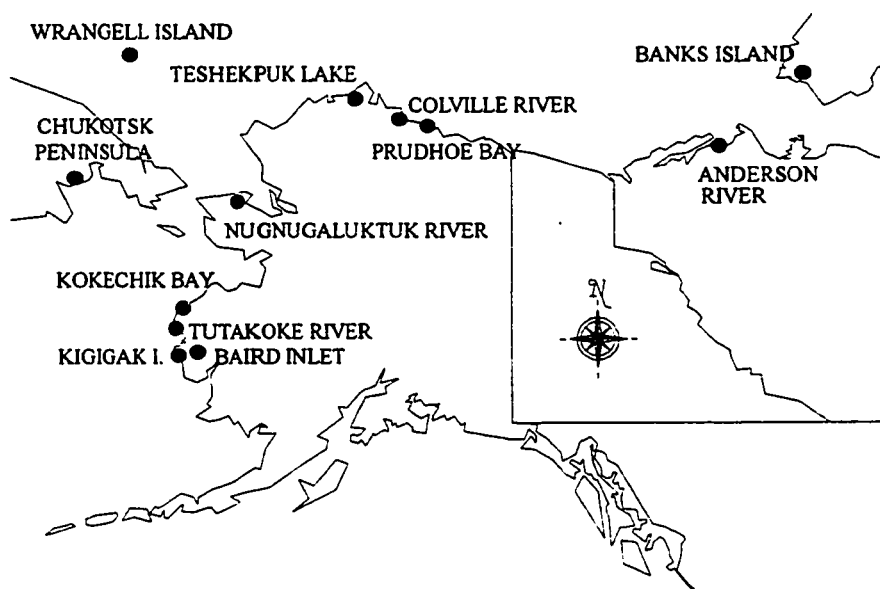 WRANGELL ISLAND
BANKS ISLAND
TESHEKPUK LAKE
COLVILLE RIVER
CHUKOTSK
PENINSULA
PRUDHOE BAY
ANDERSON
RIVER
NUGNUGALUKTUK RIVER
KOKECHIK BAY
N
TUTAKOKE RIVER
KIGIGAK I.
BAIRD INLET